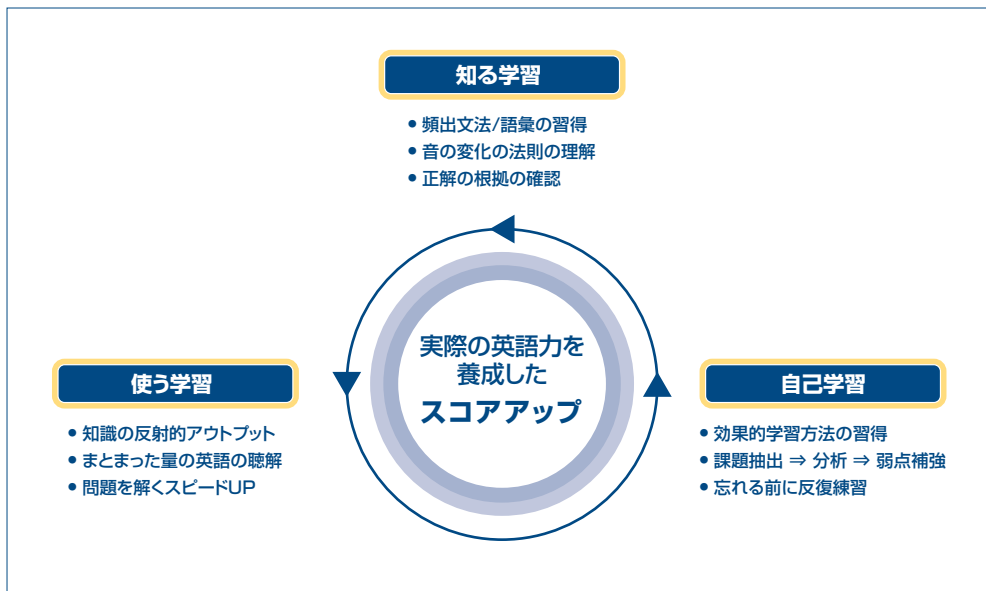 知る学習
• 頻出文法/語彙の習得
• 音の変化の法則の理解
• 正解の根拠の確認
実際の英語力を
養成した
スコアアップ
使う学習
• 知識の反射的アウトプット
• まとまった量の英語の聴解
• 問題を解くスピードUP
自己学習
• 効果的学習方法の習得
• 課題抽出 ⇒ 分析 ⇒ 弱点補強
• 忘れる前に反復練習